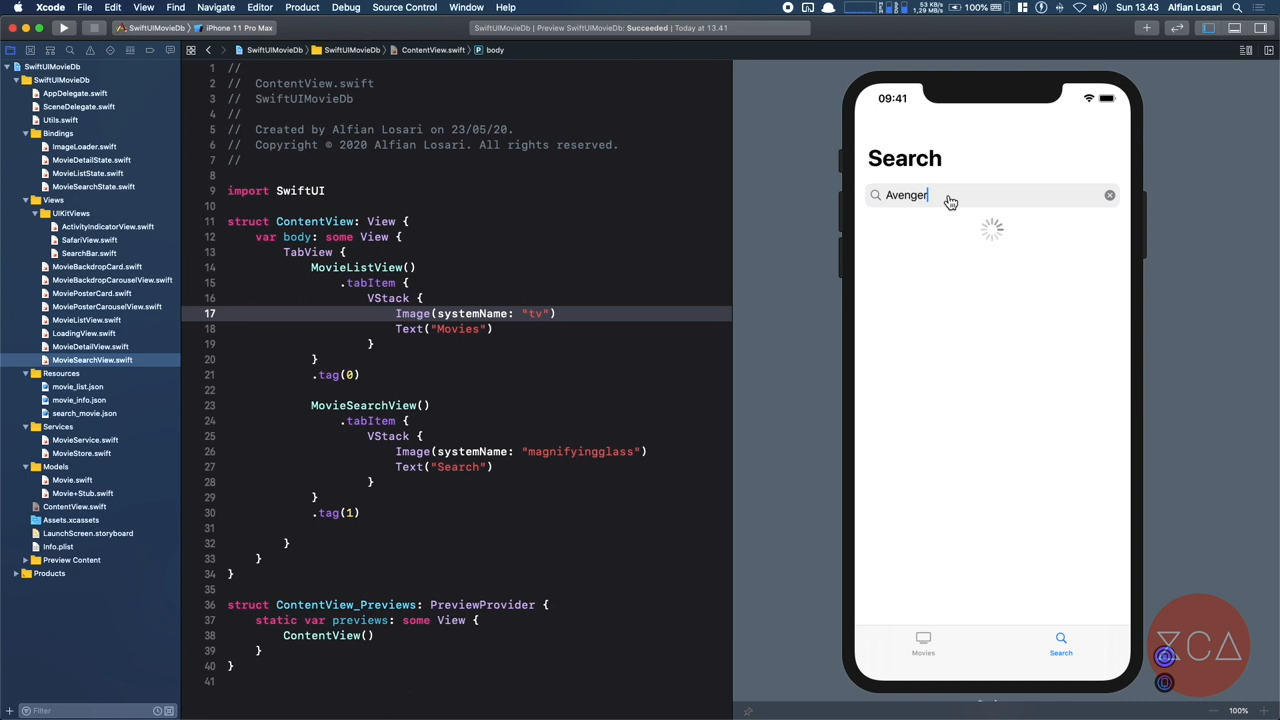 Xcode File Edit View Find Navigate Editor Product Debug Source Control Window Help
53 KB/s
1,29 MB/s
100%
Sun 13.43 Alfian Losari
SwiftUIMovieDb iPhone 11 Pro Max
SwiftUIMovieDb | Preview SwiftUIMovieDb: Succeeded | Today at 13.41
SwiftUIMovieDb SwiftUIMovieDb ContentView.swift P body
SwiftUIMovieDb
SwiftUIMovieDb
AppDelegate.swift
SceneDelegate.swift
Utils.swift
Bindings
ImageLoader.swift
MovieDetailState.swift
MovieListState.swift
MovieSearchState.swift
Views
UIKitViews
ActivityIndicatorView.swift
SafariView.swift
SearchBar.swift
MovieBackdropCard.swift
MovieBackdropCarouselView.swift
MoviePosterCard.swift
MoviePosterCarouselView.swift
MovieListView.swift
LoadingView.swift
MovieDetailView.swift
MovieSearchView.swift
Resources
movie_list.json
movie_info.json
search_movie.json
Services
MovieService.swift
MovieStore.swift
Models
Movie.swift
Movie+Stub.swift
ContentView.swift
Assets.xcassets
LaunchScreen.storyboard
Info.plist
Preview Content
Products
Filter
1 //
2 // ContentView.swift
3 // SwiftUIMovieDb
4 //
5 // Created by Alfian Losari on 23/05/20.
6 // Copyright © 2020 Alfian Losari. All rights reserved.
7 //
8
9 import SwiftUI
10
11 struct ContentView: View {
12 var body: some View {
13 TabView {
14 MovieListView()
15 .tabItem {
16 VStack {
17 Image(systemName: "tv")
18 Text("Movies")
19 }
20 }
21 .tag(0)
22
23 MovieSearchView()
24 .tabItem {
25 VStack {
26 Image(systemName: "magnifyingglass")
27 Text("Search")
28 }
29 }
30 .tag(1)
31
32 }
33 }
34 }
35
36 struct ContentView_Previews: PreviewProvider {
37 static var previews: some View {
38 ContentView()
39 }
40 }
41
09:41
Search
Avenger
Movies
Search
XCA
100%